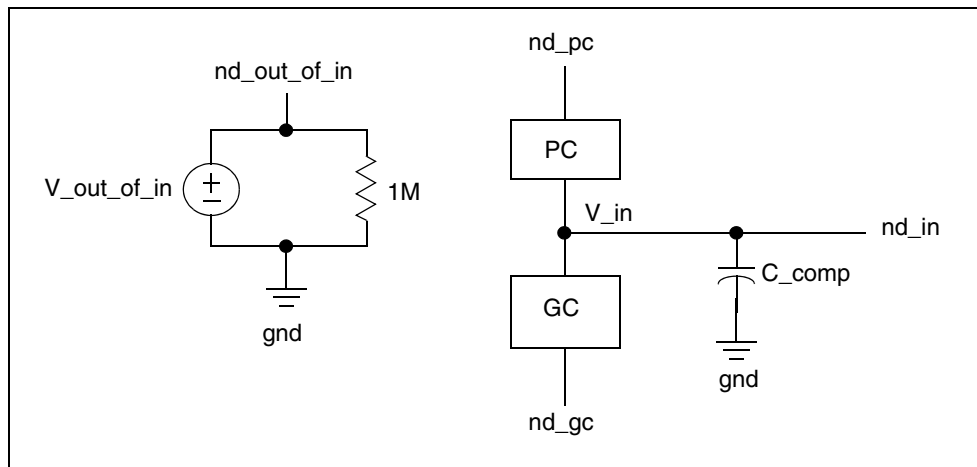 nd_out_of_in
V_out_of_in
+
−
1M
gnd
nd_pc
PC
V_in
nd_in
C_comp
GC
gnd
nd_gc